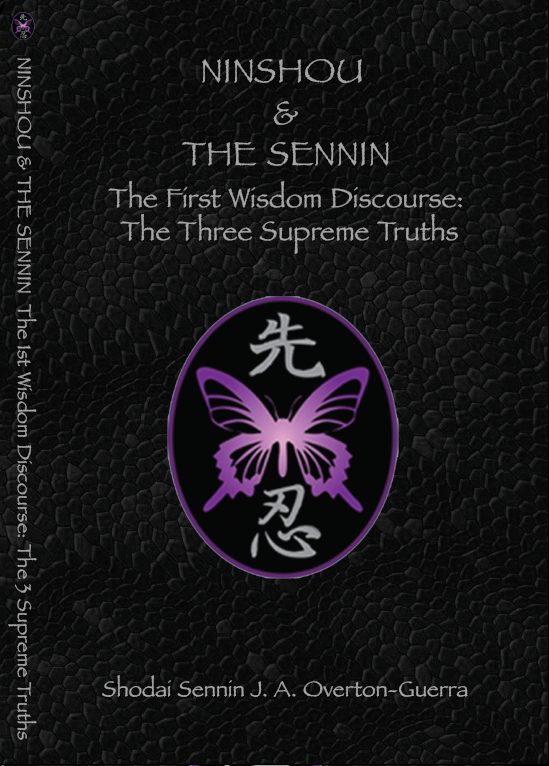 NINSHOU & THE SENNIN The 1st Wisdom Discourse: The 3 Supreme Truths
NINSHOU
&
THE SENNIN
The First Wisdom Discourse:
The Three Supreme Truths
先
忍
Shodai Sennin J. A. Overton-Guerra